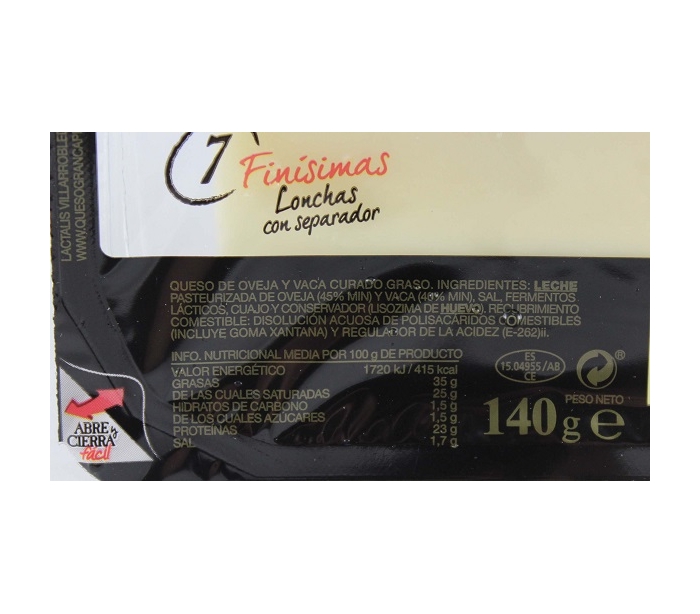 LACTALIS VILLARROBLE
WWW.QUESOGRANCAP
7
Finísimas
Lonchas
con separador
QUESO DE OVEJA Y VACA CURADO GRASO. INGREDIENTES: LECHE
PASTEURIZADA DE OVEJA (45% MIN) Y VACA MIN), SAL, FERMENTOS
LÁCTICOS, CUAJO Y CONSERVADOR (LISOZIMA DE HUEVO). RECUBRIMIENTO
COMESTIBLE: DISOLUCIÓN ACUOSA DE POLISACÁRIDOS COMESTIBLES
(INCLUYE GOMA XANTANA) Y REGULADOR DE LA ACIDEZ (E-262)ii.
INFO. NUTRICIONAL MEDIA POR 100 g DE PRODUCTO
VALOR ENERGÉTICO 1720 kJ / 415 kcal
GRASAS 35 g
DE LAS CUALES SATURADAS 25 g
HIDRATOS DE CARBONO 1,5 g
DE LOS CUALES AZÚCARES 1,5 g
PROTEÍNAS 23 g
SAL 1,7 g
ES
15.04955/AB
CE
PESO NETO
140 g e
ABRE y
CIERRA
fácil